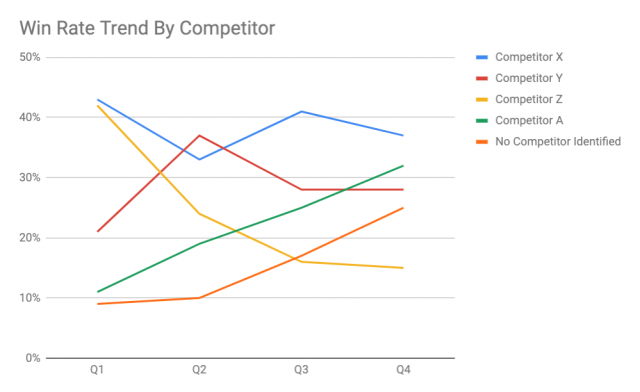 Win Rate Trend By Competitor
50%
40%
30%
20%
10%
0%
Q1 Q2 Q3 Q4
Competitor X
Competitor Y
Competitor Z
Competitor A
No Competitor Identified